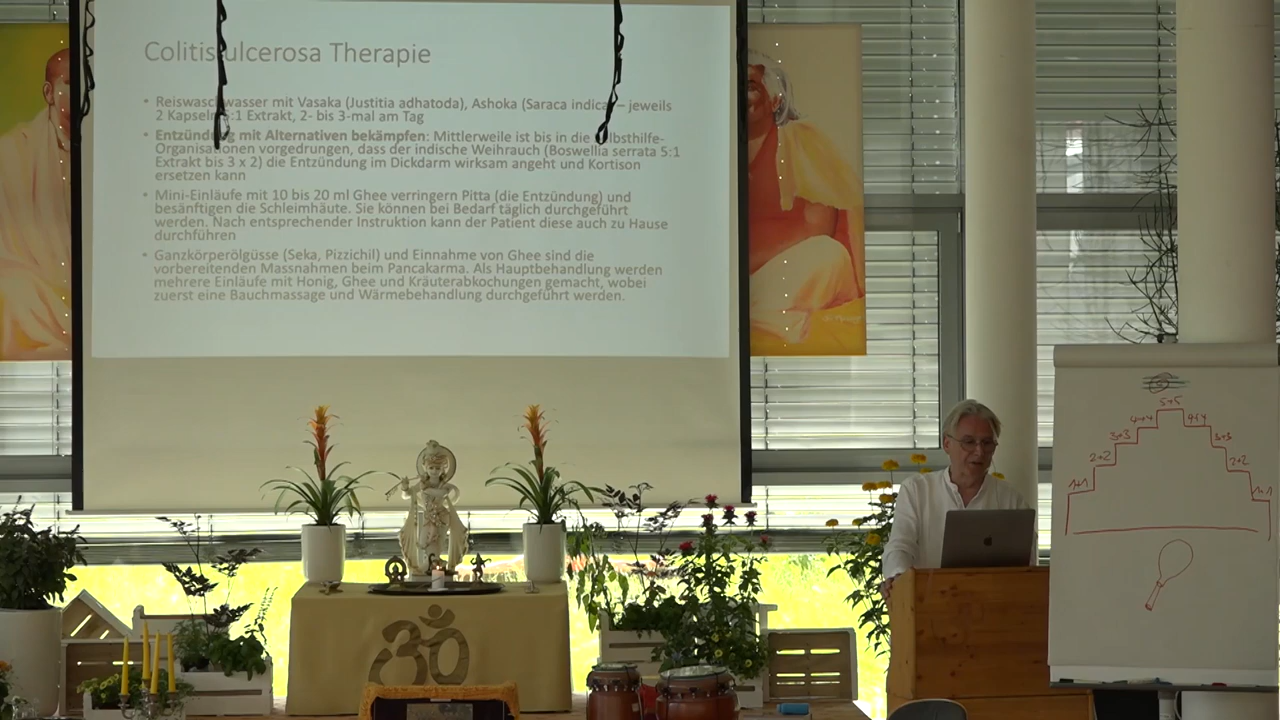 Colitis ulcerosa Therapie
• Reiswaschwasser mit Vasaka (Justitia adhatoda), Ashoka (Saraca indica) – jeweils
2 Kapseln 5:1 Extrakt, 2- bis 3-mal am Tag
• Entzündung mit Alternativen bekämpfen: Mittlerweile ist bis in die Selbsthilfe-
Organisationen vorgedrungen, dass der indische Weihrauch (Boswellia serrata 5:1
Extrakt bis 3 x 2) die Entzündung im Dickdarm wirksam angeht und Kortison
ersetzen kann
• Mini-Einläufe mit 10 bis 20 ml Ghee verringern Pitta (die Entzündung) und
besänftigen die Schleimhäute. Sie können bei Bedarf täglich durchgeführt
werden. Nach entsprechender Instruktion kann der Patient diese auch zu Hause
durchführen
• Ganzkörperölgüsse (Seka, Pizzichil) und Einnahme von Ghee sind die
vorbereitenden Massnahmen beim Pancakarma. Als Hauptbehandlung werden
mehrere Einläufe mit Honig, Ghee und Kräuterabkochungen gemacht, wobei
zuerst eine Bauchmassage und Wärmebehandlung durchgeführt werden.
5+5
4+4 4+4
3+3 3+3
2+2 2+2
1+1 1+1
ॐ